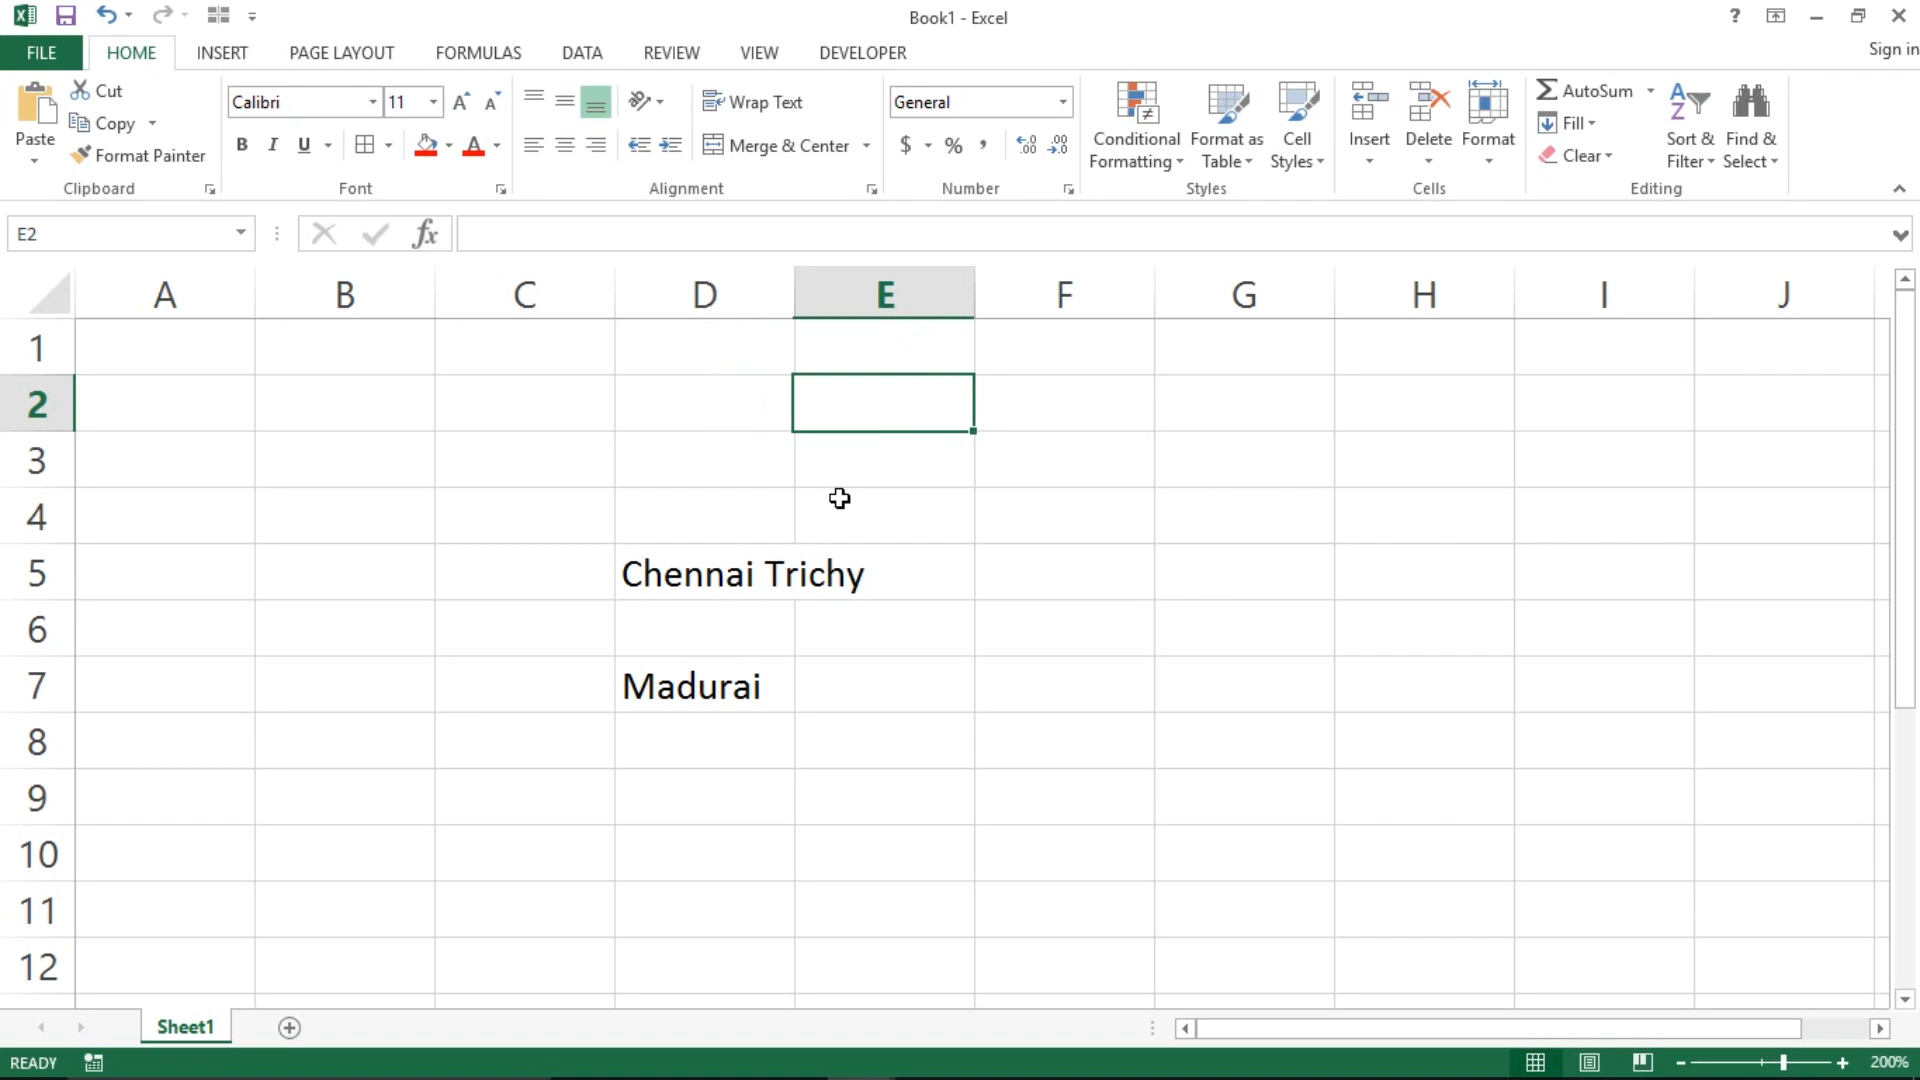 Book1 - Excel
? 
FILE HOME INSERT PAGE LAYOUT FORMULAS DATA REVIEW VIEW DEVELOPER Sign in
Paste
Cut
Copy
Format Painter
Clipboard
Calibri 11
B I U
Font
Wrap Text
Merge & Center
Alignment
General
$ % ,
Number
Conditional Formatting
Format as Table
Cell Styles
Styles
Insert
Delete
Format
Cells
AutoSum
Fill
Clear
Sort & Filter
Find & Select
Editing
E2
fx
A B C D E F G H I J
1
2
3
4
5 Chennai Trichy
6
7 Madurai
8
9
10
11
12
Sheet1
READY
200%